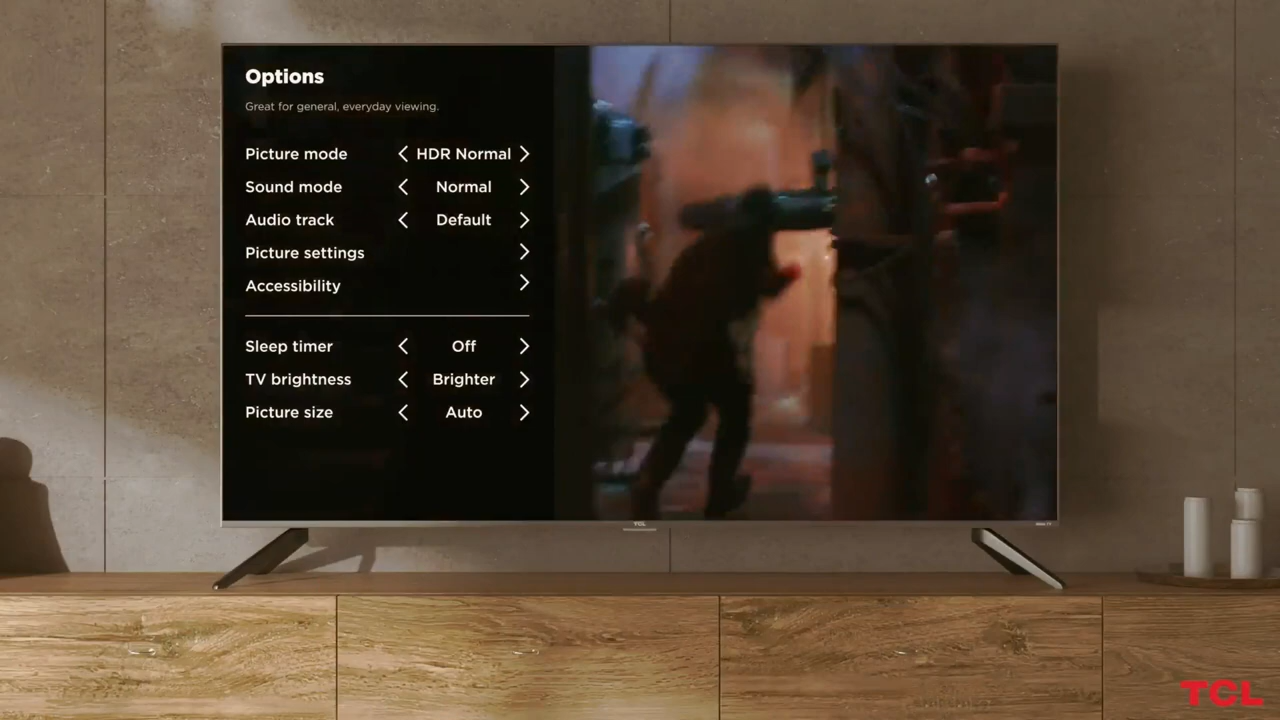 Options
Great for general, everyday viewing.
Picture mode HDR Normal
Sound mode Normal
Audio track Default
Picture settings
Accessibility
Sleep timer Off
TV brightness Brighter
Picture size Auto
TCL
TCL